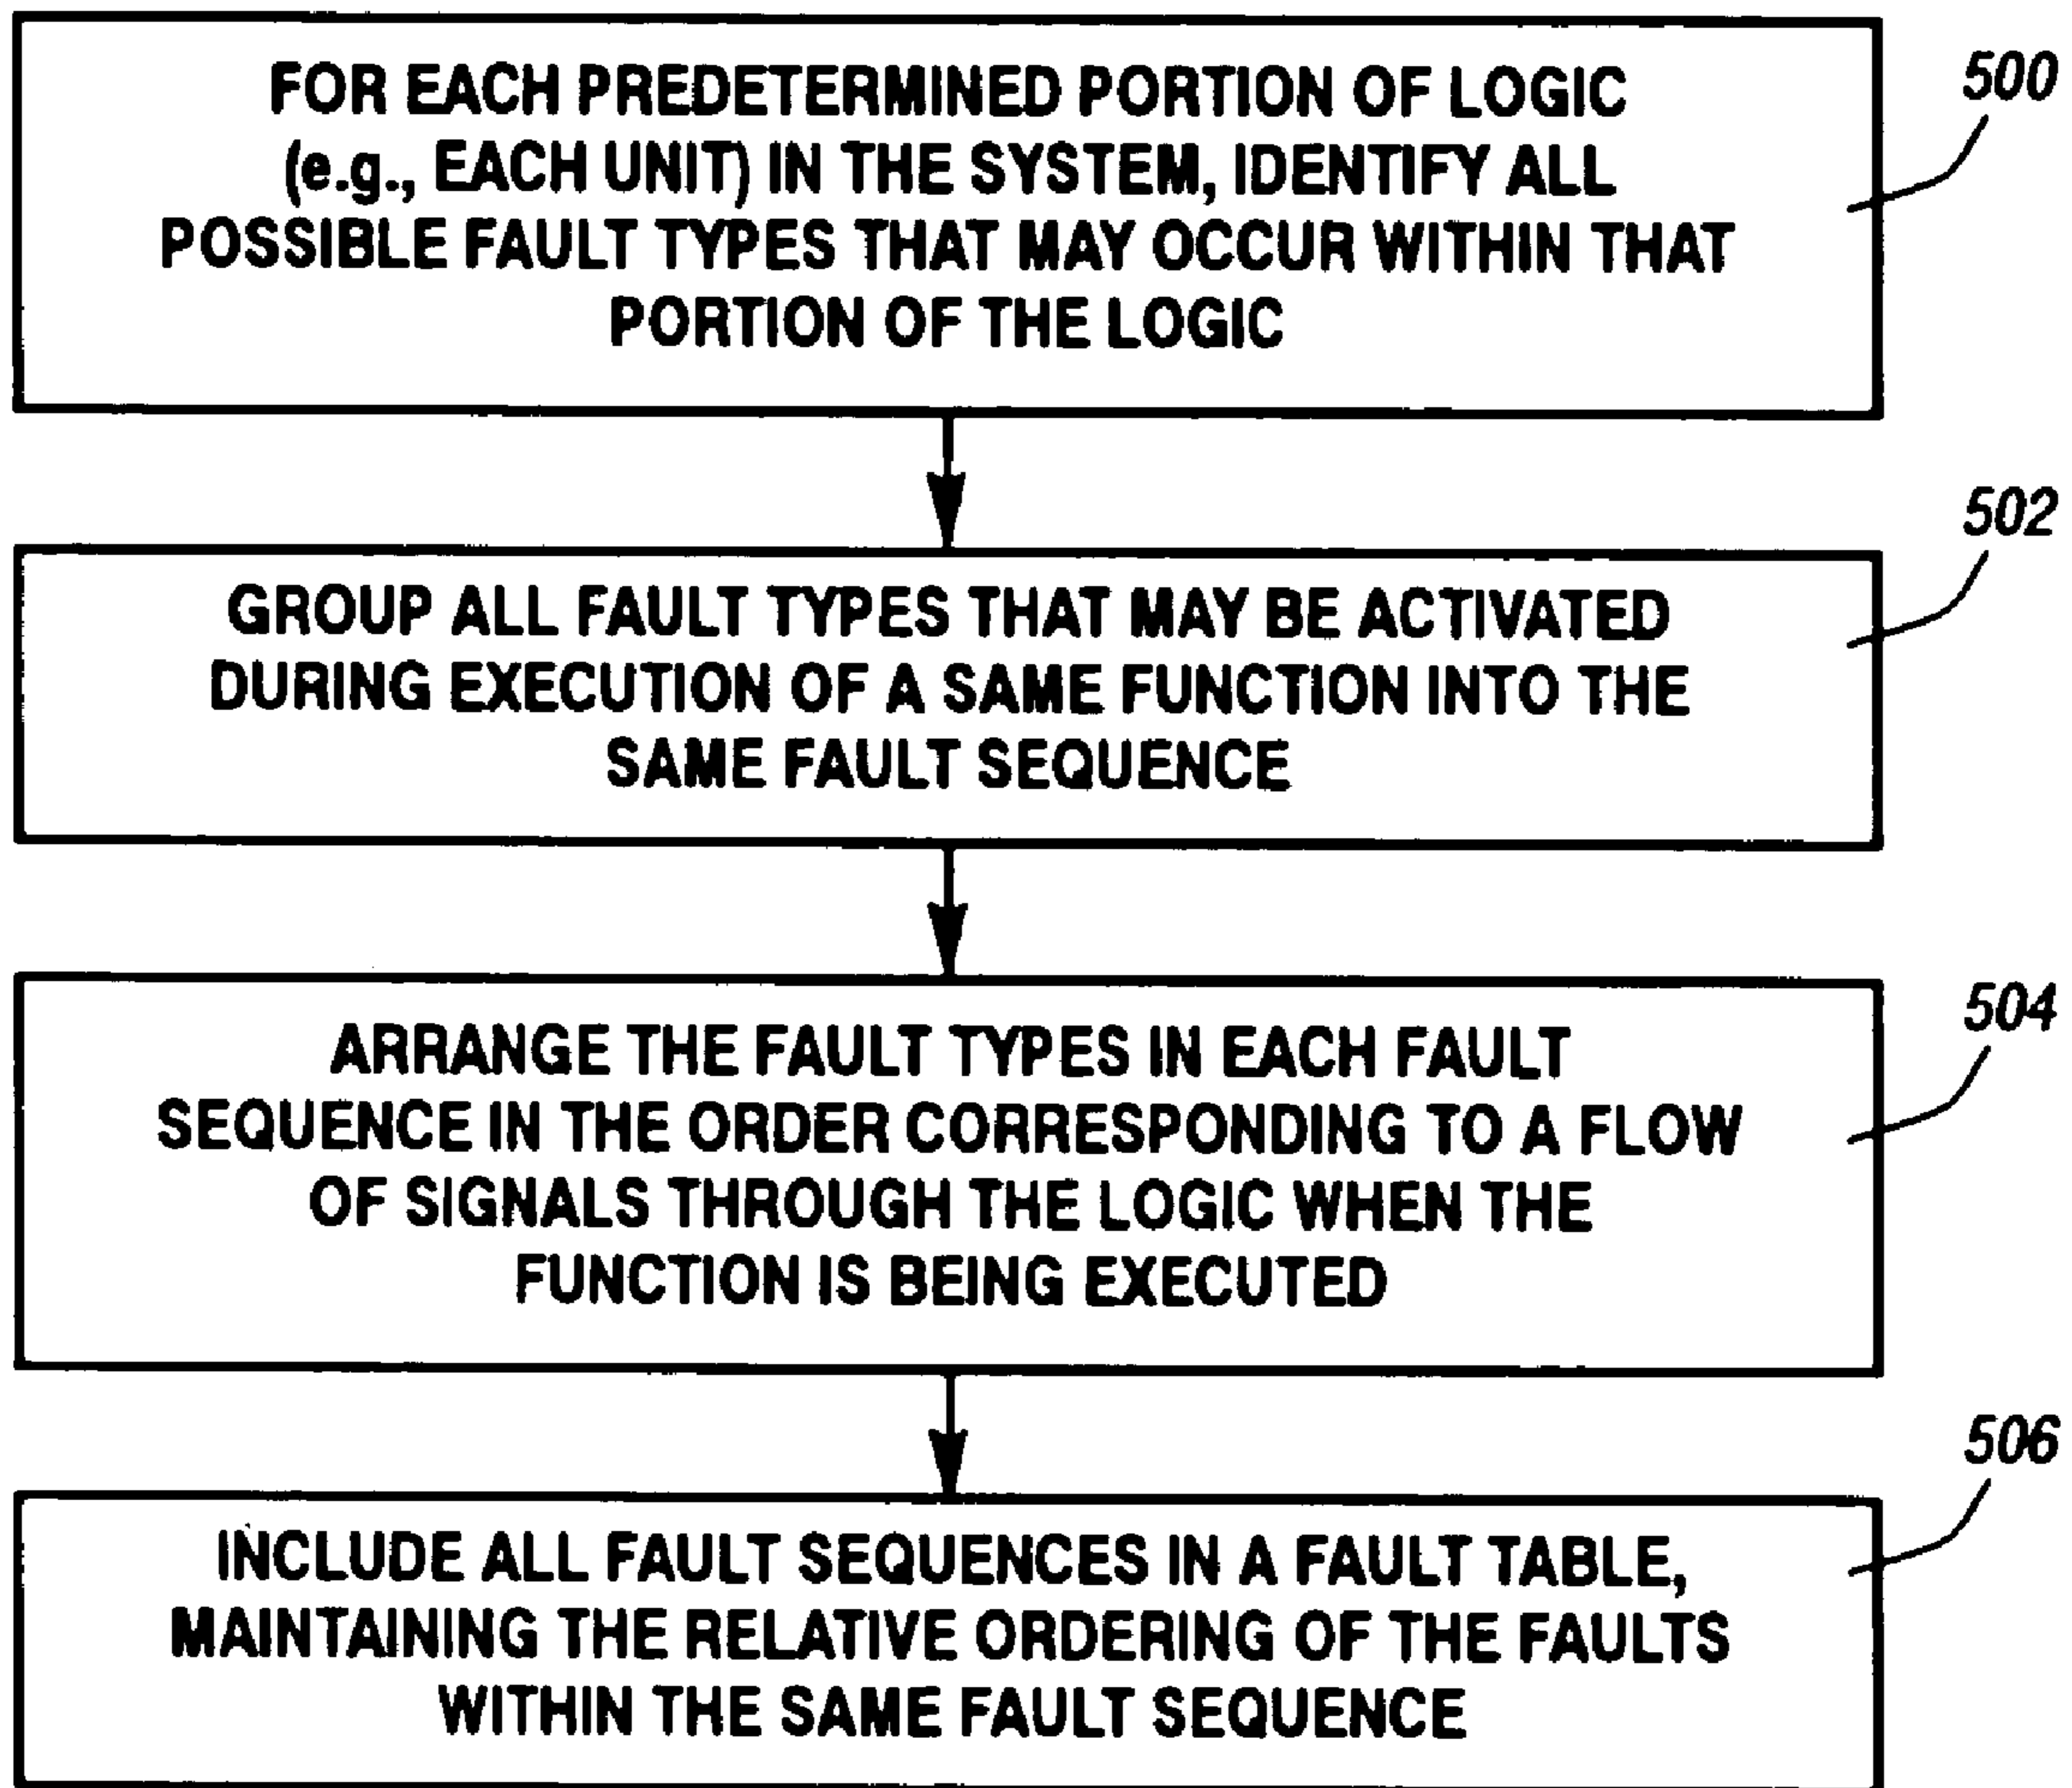 FOR EACH PREDETERMINED PORTION OF LOGIC
(e.g., EACH UNIT) IN THE SYSTEM, IDENTIFY ALL
POSSIBLE FAULT TYPES THAT MAY OCCUR WITHIN THAT
PORTION OF THE LOGIC
500
GROUP ALL FAULT TYPES THAT MAY BE ACTIVATED
DURING EXECUTION OF A SAME FUNCTION INTO THE
SAME FAULT SEQUENCE
502
ARRANGE THE FAULT TYPES IN EACH FAULT
SEQUENCE IN THE ORDER CORRESPONDING TO A FLOW
OF SIGNALS THROUGH THE LOGIC WHEN THE
FUNCTION IS BEING EXECUTED
504
INCLUDE ALL FAULT SEQUENCES IN A FAULT TABLE,
MAINTAINING THE RELATIVE ORDERING OF THE FAULTS
WITHIN THE SAME FAULT SEQUENCE
506